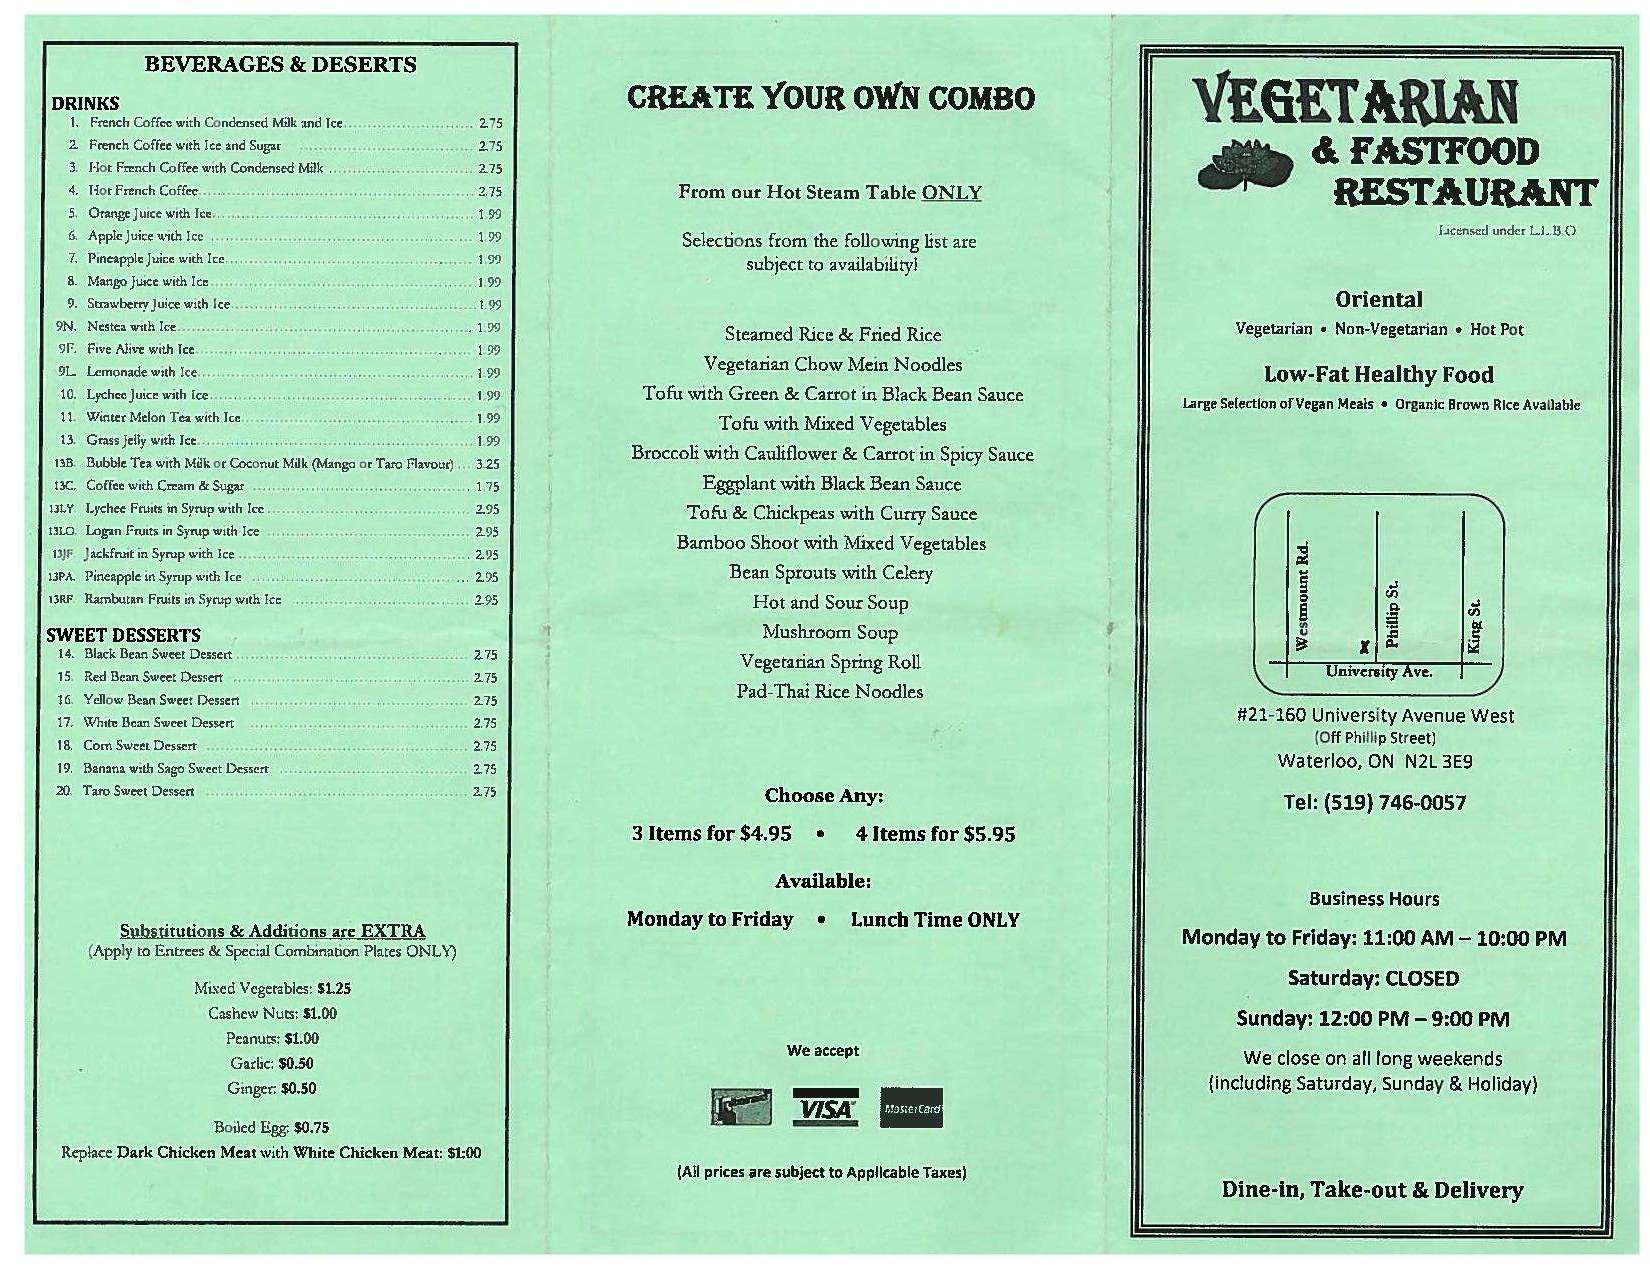 BEVERAGES & DESERTS
DRINKS
1. French Coffee with Condensed Milk and Ice 2.75
2. French Coffee with Ice and Sugar 2.75
3. Hot French Coffee with Condensed Milk 2.75
4. Hot French Coffee 2.75
5. Orange Juice with Ice 1.99
6. Apple Juice with Ice 1.99
7. Pineapple Juice with Ice 1.99
8. Mango Juice with Ice 1.99
9. Strawberry Juice with Ice 1.99
9N. Nestea with Ice 1.99
9F. Five Alive with Ice 1.99
9L. Lemonade with Ice 1.99
10. Lychee Juice with Ice 1.99
11. Winter Melon Tea with Ice 1.99
13. Grass Jelly with Ice 1.99
13B. Bubble Tea with Milk or Coconut Milk (Mango or Taro Flavour) 3.25
13C. Coffee with Cream & Sugar 1.75
13LY Lychee Fruits in Syrup with Ice 2.95
13LO. Logan Fruits in Syrup with Ice 2.95
13JF Jackfruit in Syrup with Ice 2.95
13PA. Pineapple in Syrup with Ice 2.95
13RF. Rambutan Fruits in Syrup with Ice 2.95
SWEET DESSERTS
14. Black Bean Sweet Dessert 2.75
15. Red Bean Sweet Dessert 2.75
16. Yellow Bean Sweet Dessert 2.75
17. White Bean Sweet Dessert 2.75
18. Corn Sweet Dessert 2.75
19. Banana with Sago Sweet Dessert 2.75
20. Taro Sweet Dessert 2.75
Substitutions & Additions are EXTRA
(Apply to Entrees & Special Combination Plates ONLY)
Mixed Vegetables: $1.25
Cashew Nuts: $1.00
Peanuts: $1.00
Garlic: $0.50
Ginger: $0.50
Boiled Egg: $0.75
Replace Dark Chicken Meat with White Chicken Meat: $1:00
CREATE YOUR OWN COMBO
From our Hot Steam Table ONLY
Selections from the following list are
subject to availability!
Steamed Rice & Fried Rice
Vegetarian Chow Mein Noodles
Tofu with Green & Carrot in Black Bean Sauce
Tofu with Mixed Vegetables
Broccoli with Cauliflower & Carrot in Spicy Sauce
Eggplant with Black Bean Sauce
Tofu & Chickpeas with Curry Sauce
Bamboo Shoot with Mixed Vegetables
Bean Sprouts with Celery
Hot and Sour Soup
Mushroom Soup
Vegetarian Spring Roll
Pad-Thai Rice Noodles
Choose Any:
3 Items for $4.95 • 4 Items for $5.95
Available:
Monday to Friday • Lunch Time ONLY
We accept
VISA
MasterCard
(All prices are subject to Applicable Taxes)
VEGETARIAN
& FASTFOOD
RESTAURANT
Licensed under L.L.B.O
Oriental
Vegetarian • Non-Vegetarian • Hot Pot
Low-Fat Healthy Food
Large Selection of Vegan Meals • Organic Brown Rice Available
Westmount Rd.
X
Phillip St.
King St.
University Ave.
#21-160 University Avenue West
(Off Phillip Street)
Waterloo, ON N2L 3E9
Tel: (519) 746-0057
Business Hours
Monday to Friday: 11:00 AM – 10:00 PM
Saturday: CLOSED
Sunday: 12:00 PM – 9:00 PM
We close on all long weekends
(including Saturday, Sunday & Holiday)
Dine-in, Take-out & Delivery